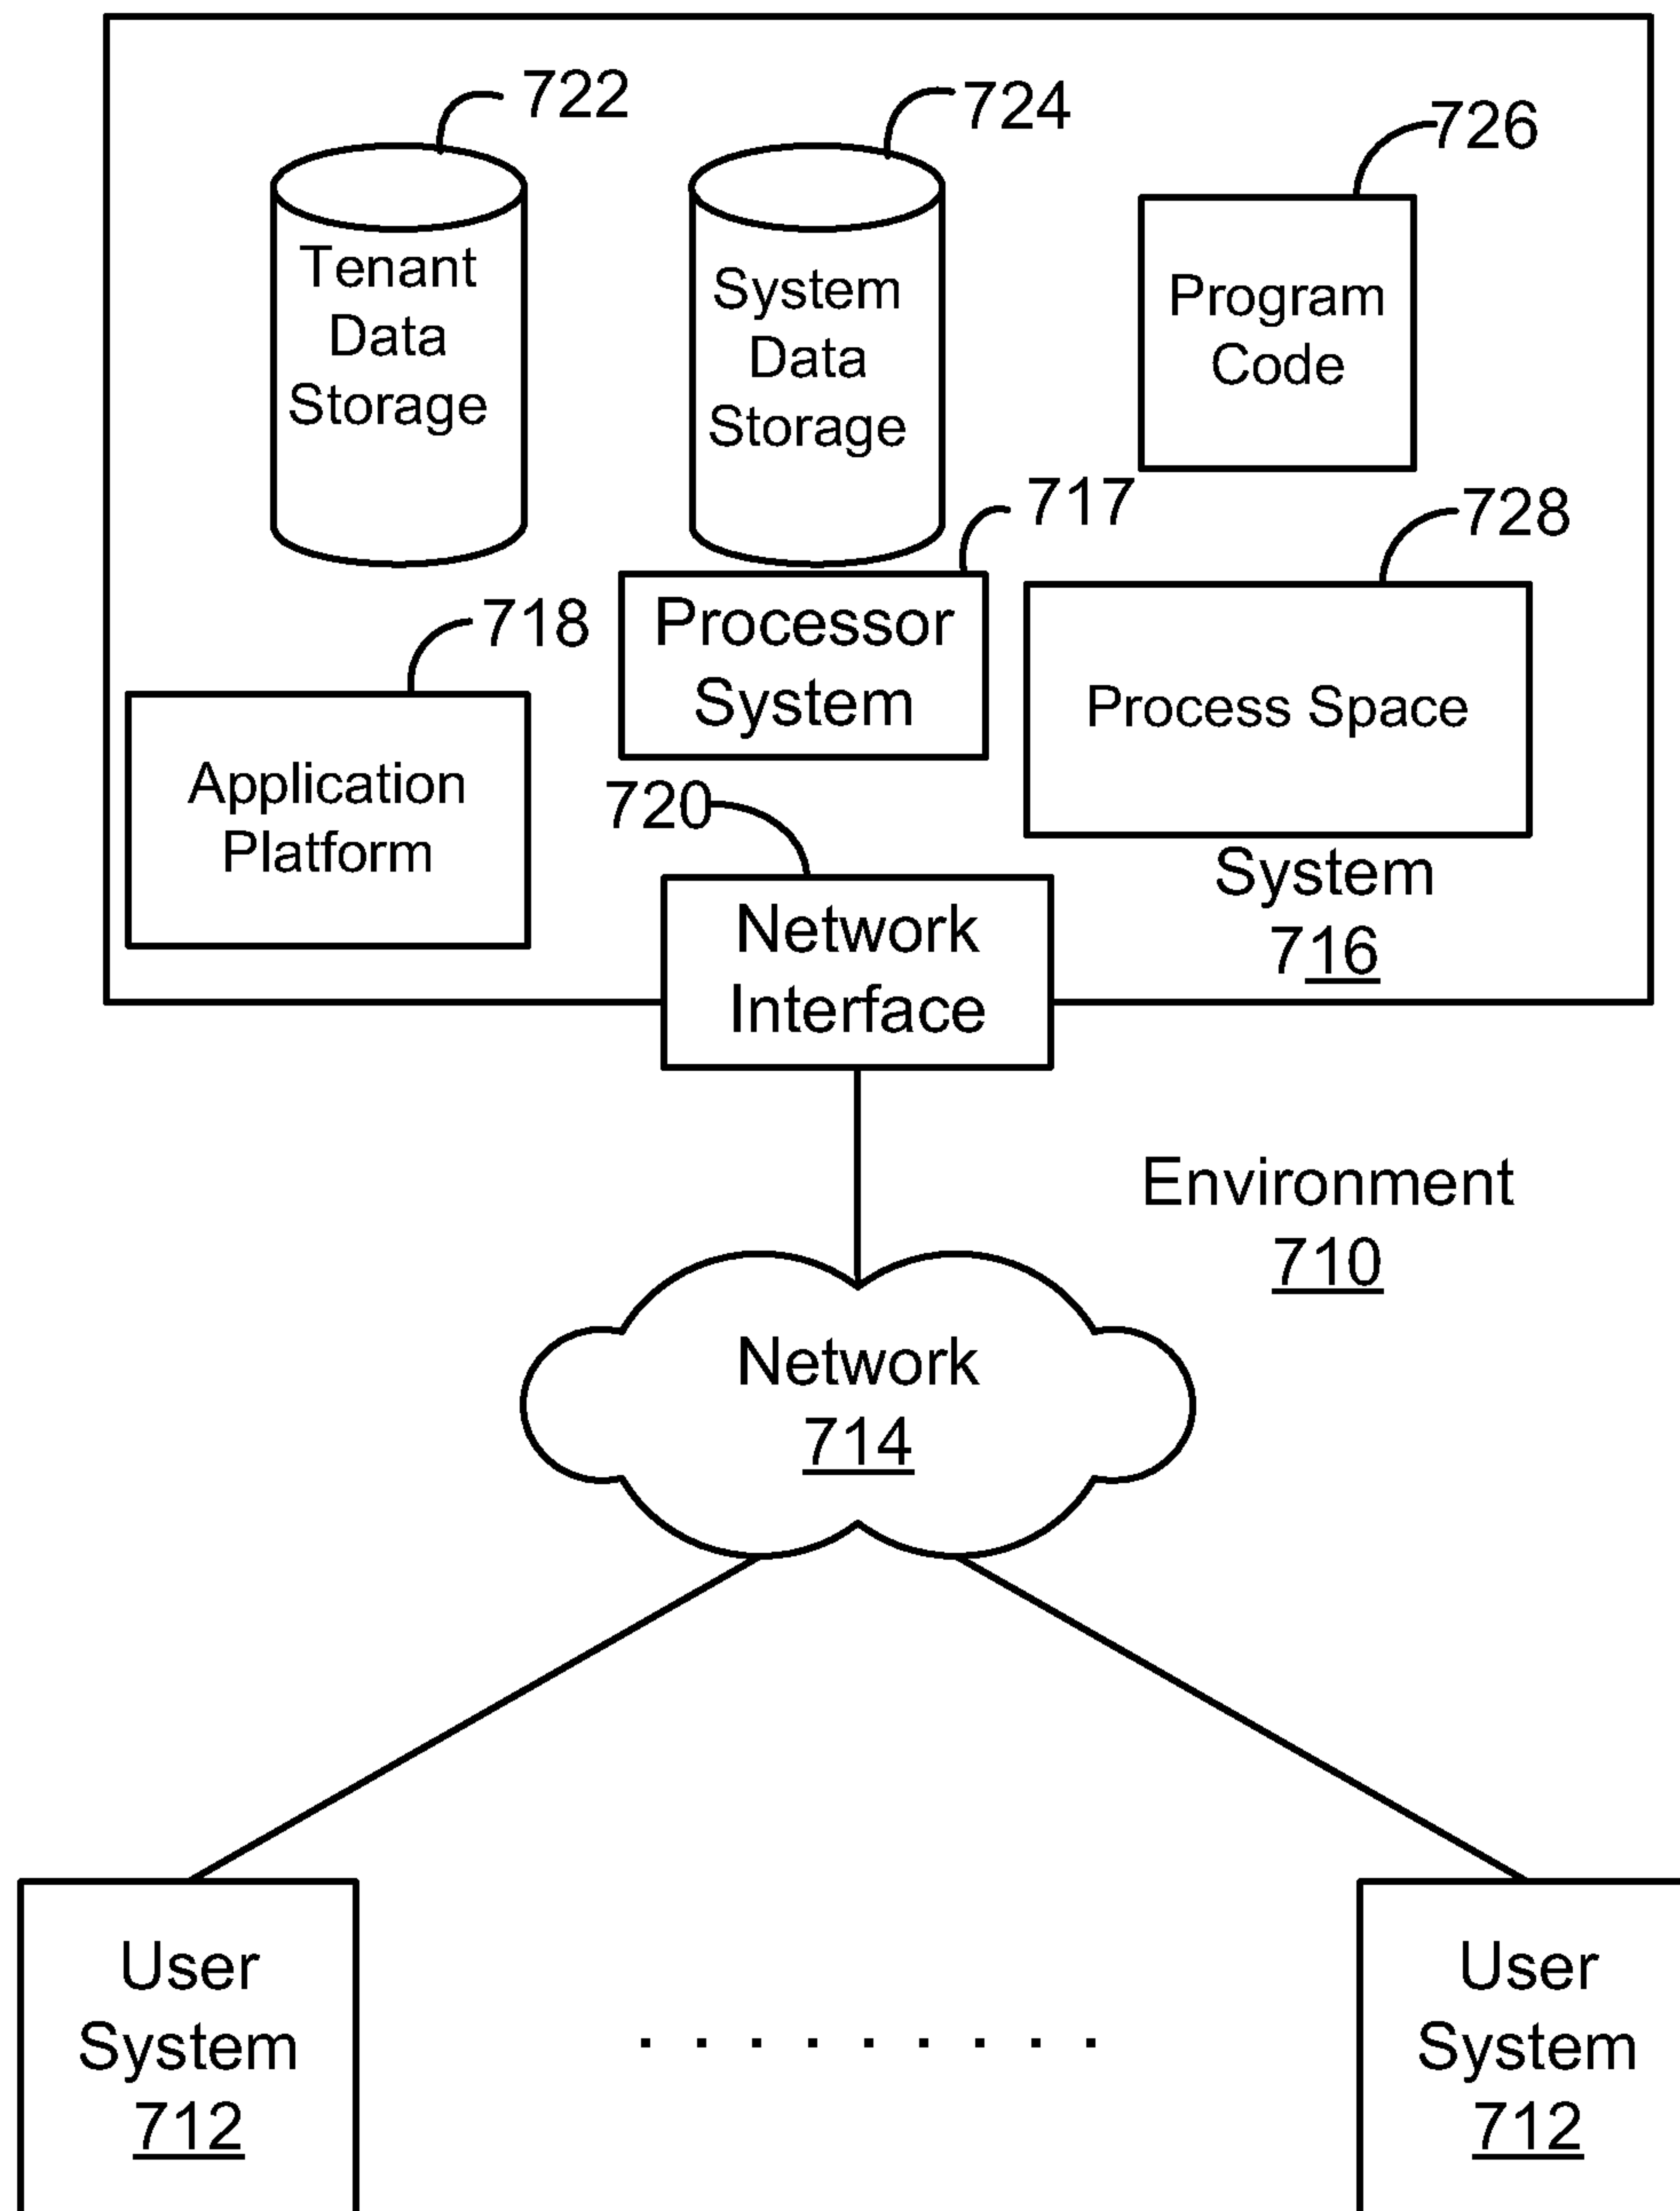 722
724
726
Tenant
Data
Storage
System
Data
Storage
Program
Code
717
728
718
Processor
System
Process Space
Application
Platform
720
Network
Interface
System
716
Environment
710
Network
714
User
System
712
. . . . . . . . .
User
System
712